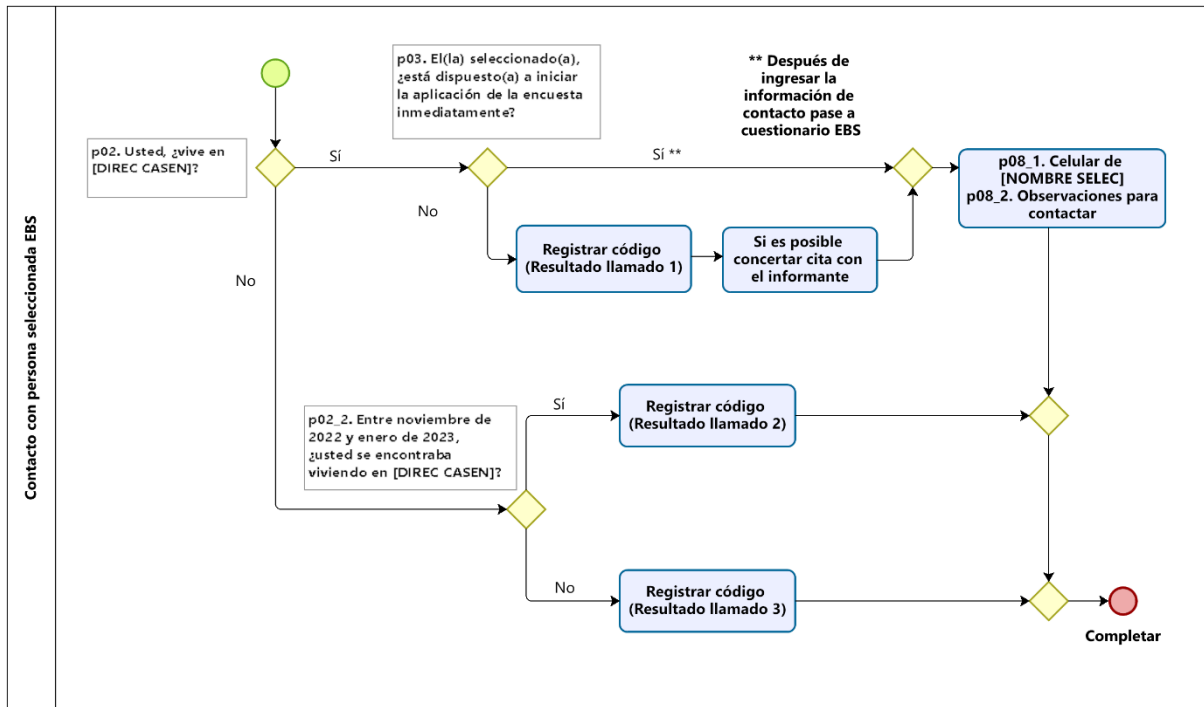 Contacto con persona seleccionada EBS
p03. El(la) seleccionado(a),
¿está dispuesto(a) a iniciar
la aplicación de la encuesta
inmediatamente?
** Después de
ingresar la
información de
contacto pase a
cuestionario EBS
p02. Usted, ¿vive en
[DIREC CASEN]?
Sí
Sí **
p08_1. Celular de
[NOMBRE SELEC]
p08_2. Observaciones para
contactar
No
Registrar código
(Resultado llamado 1)
Si es posible
concertar cita con
el informante
No
p02_2. Entre noviembre de
2022 y enero de 2023,
¿usted se encontraba
viviendo en [DIREC CASEN]?
Sí
Registrar código
(Resultado llamado 2)
No
Registrar código
(Resultado llamado 3)
Completar